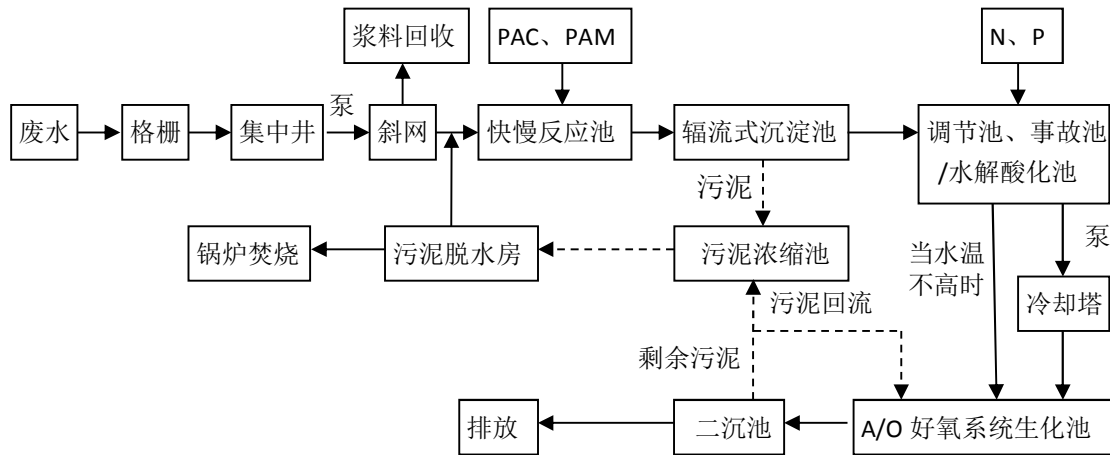 浆料回收
PAC、PAM
N、P
废水
格栅
集中井
泵
斜网
快慢反应池
辐流式沉淀池
调节池、事故池
/水解酸化池
污泥
锅炉焚烧
污泥脱水房
污泥浓缩池
当水温
不高时
泵
冷却塔
污泥回流
剩余污泥
排放
二沉池
A/O 好氧系统生化池